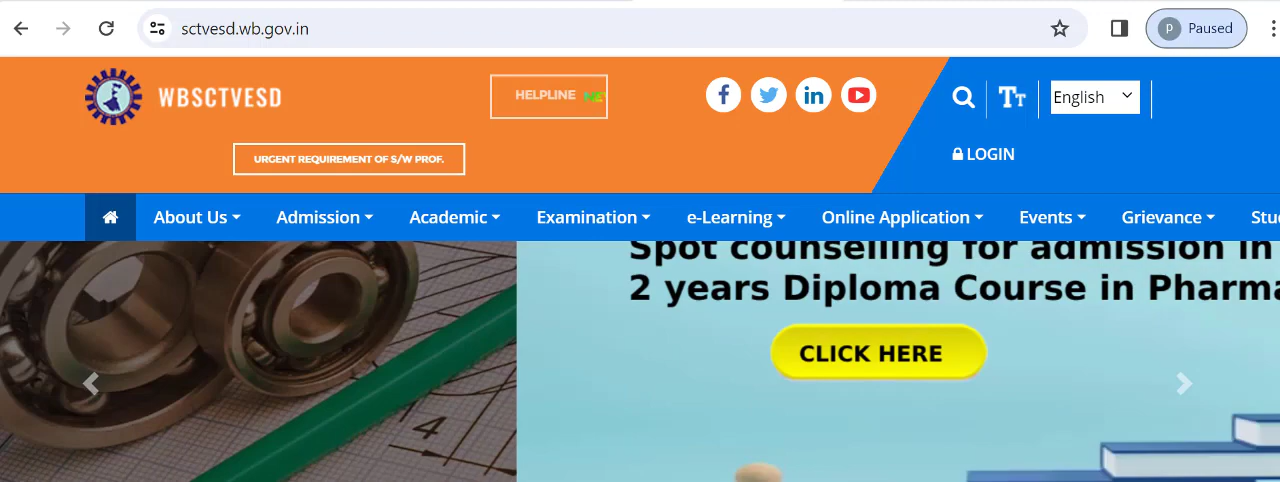 sctvesd.wb.gov.in
p Paused
WBSCTVESD
HELPLINE
English
URGENT REQUIREMENT OF S/W PROF.
LOGIN
About Us Admission Academic Examination e-Learning Online Application Events Grievance
Spot counselling for admission in
2 years Diploma Course in
CLICK HERE
4